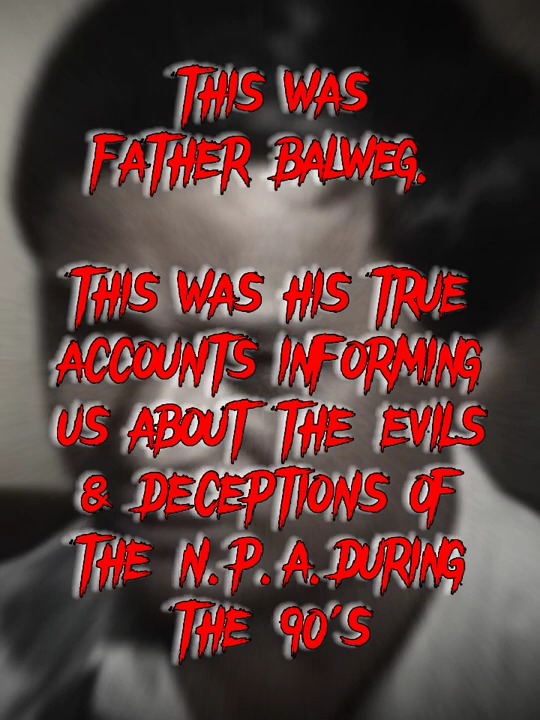 THIS WAS
FATHER BALWEG.
THIS WAS HIS TRUE
ACCOUNTS INFORMING
US ABOUT THE EVILS
& DECEPTIONS OF
THE N.P.A. DURING
THE 90'S